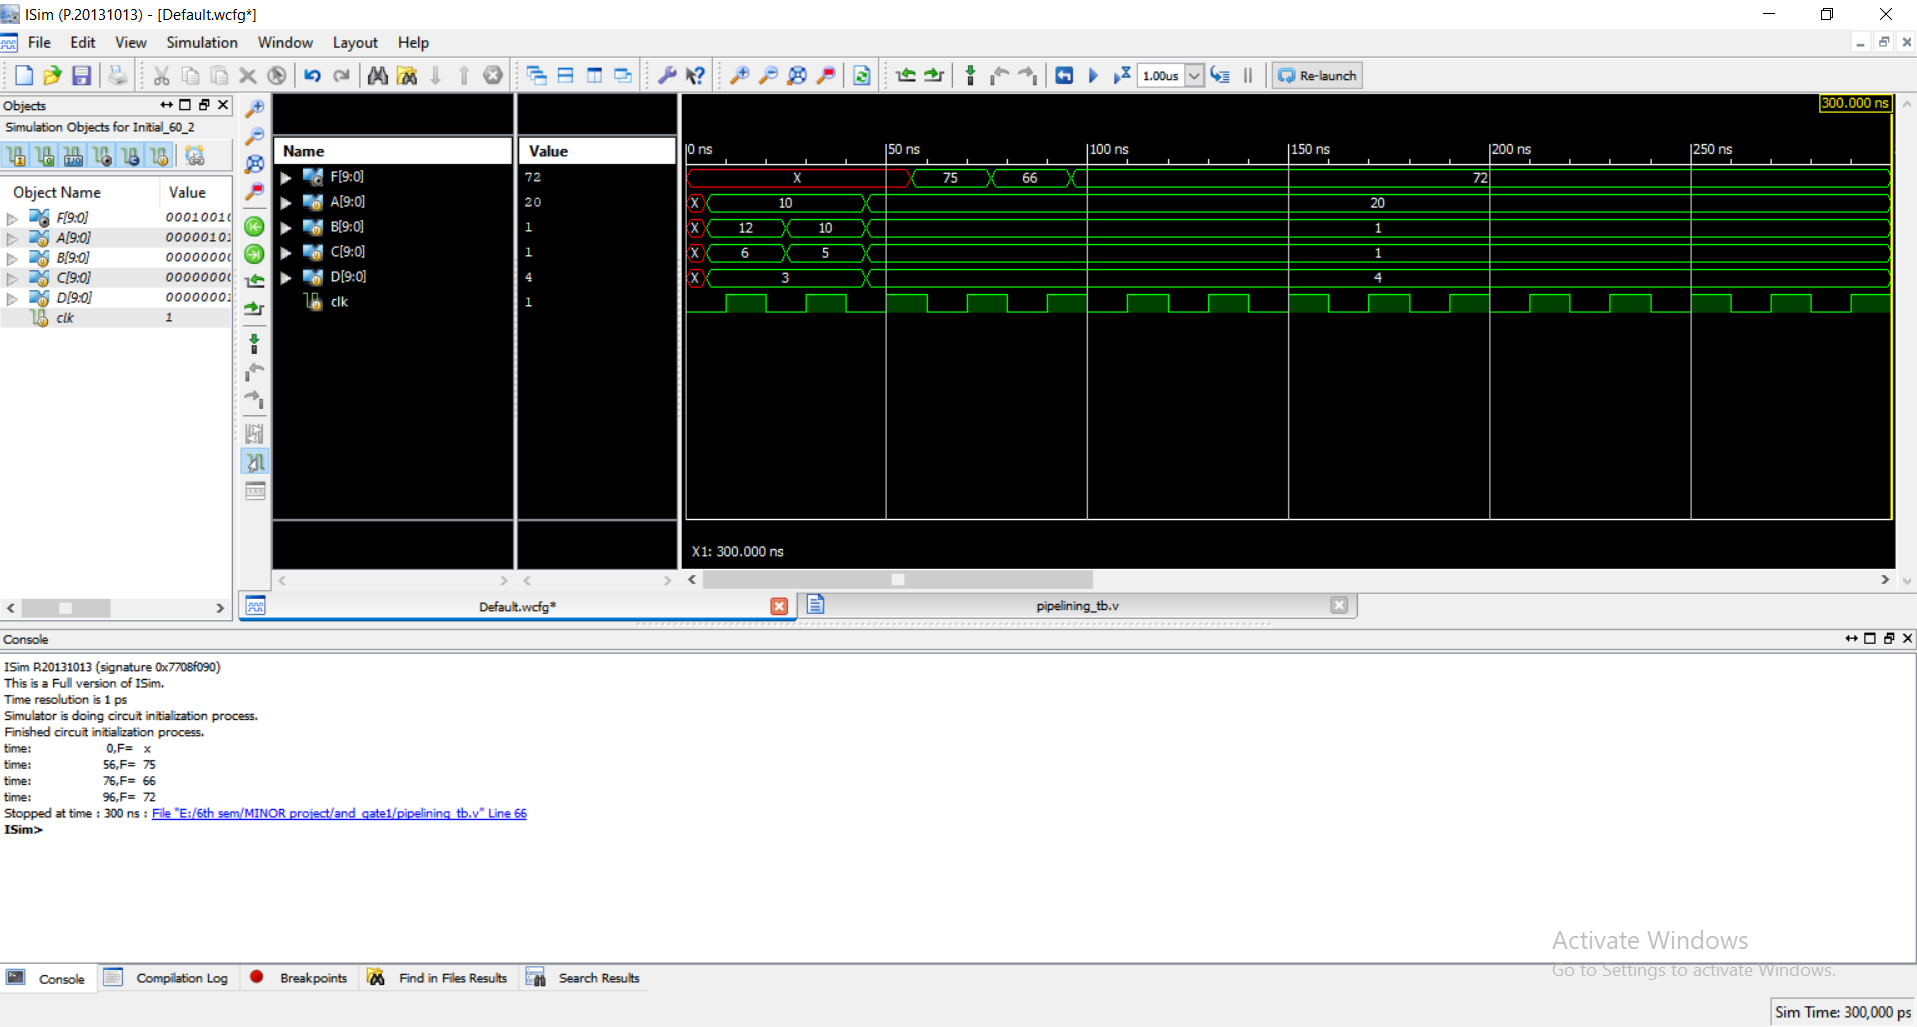 ISim (P.20131013) - [Default.wcfg*]
File Edit View Simulation Window Layout Help
1.00us Re-launch
Objects
Simulation Objects for Initial_60_2
Object Name Value
F[9:0] 0001001(
A[9:0] 0000010:
B[9:0] 0000000(
C[9:0] 0000000(
D[9:0] 0000000:
clk 1
Name Value
F[9:0] 72
A[9:0] 20
B[9:0] 1
C[9:0] 1
D[9:0] 4
clk 1
300.000 ns
0 ns 50 ns 100 ns 150 ns 200 ns 250 ns
X 75 66 72
X 10 20
X 12 10 1
X 6 5 1
X 3 4
X1: 300.000 ns
Default.wcfg* pipelining_tb.v
Console
ISim P.20131013 (signature 0x7708f090)
This is a Full version of ISim.
Time resolution is 1 ps
Simulator is doing circuit initialization process.
Finished circuit initialization process.
time: 0,F= x
time: 56,F= 75
time: 76,F= 66
time: 96,F= 72
Stopped at time : 300 ns : File "E:/6th sem/MINOR project/and_gate1/pipelining_tb.v" Line 66
ISim>
Activate Windows
Go to Settings to activate Windows.
Console Compilation Log Breakpoints Find in Files Results Search Results
Sim Time: 300,000 ps